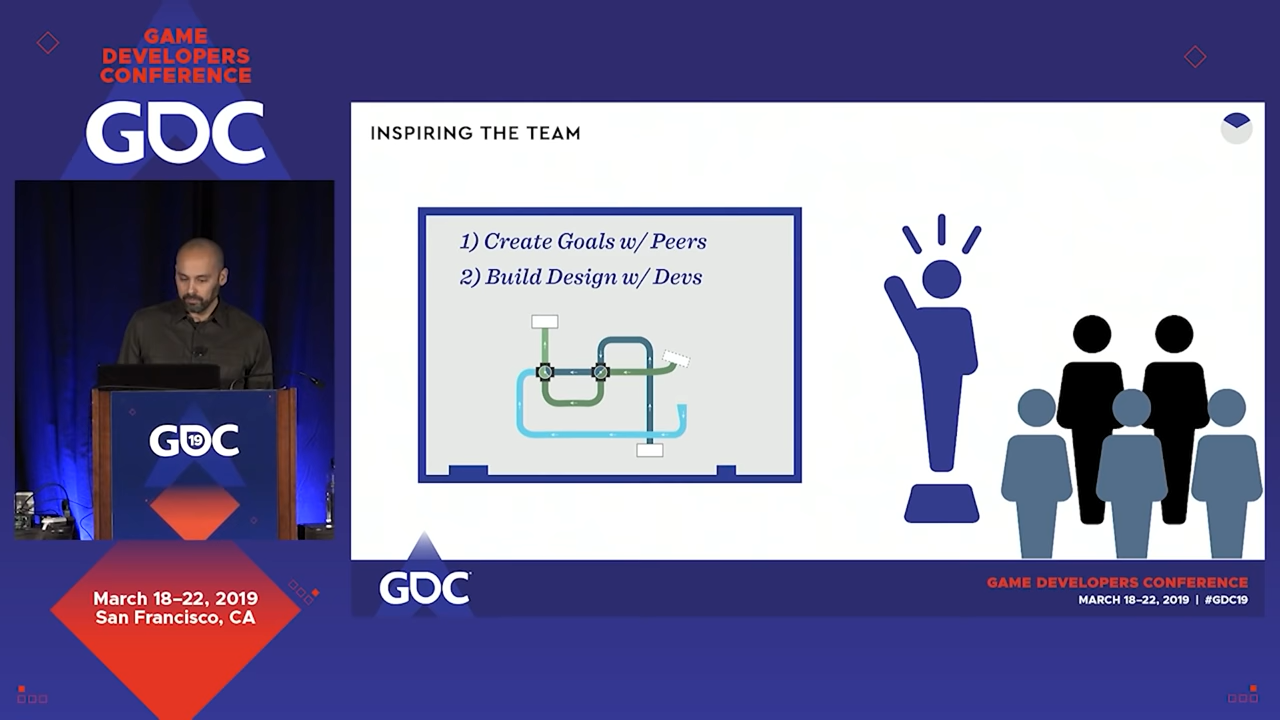 GAME
DEVELOPERS
CONFERENCE
GDC
INSPIRING THE TEAM
1) Create Goals w/ Peers
2) Build Design w/ Devs
GDC
19
March 18–22, 2019
San Francisco, CA
GDC
GAME DEVELOPERS CONFERENCE
MARCH 18–22, 2019 | #GDC19